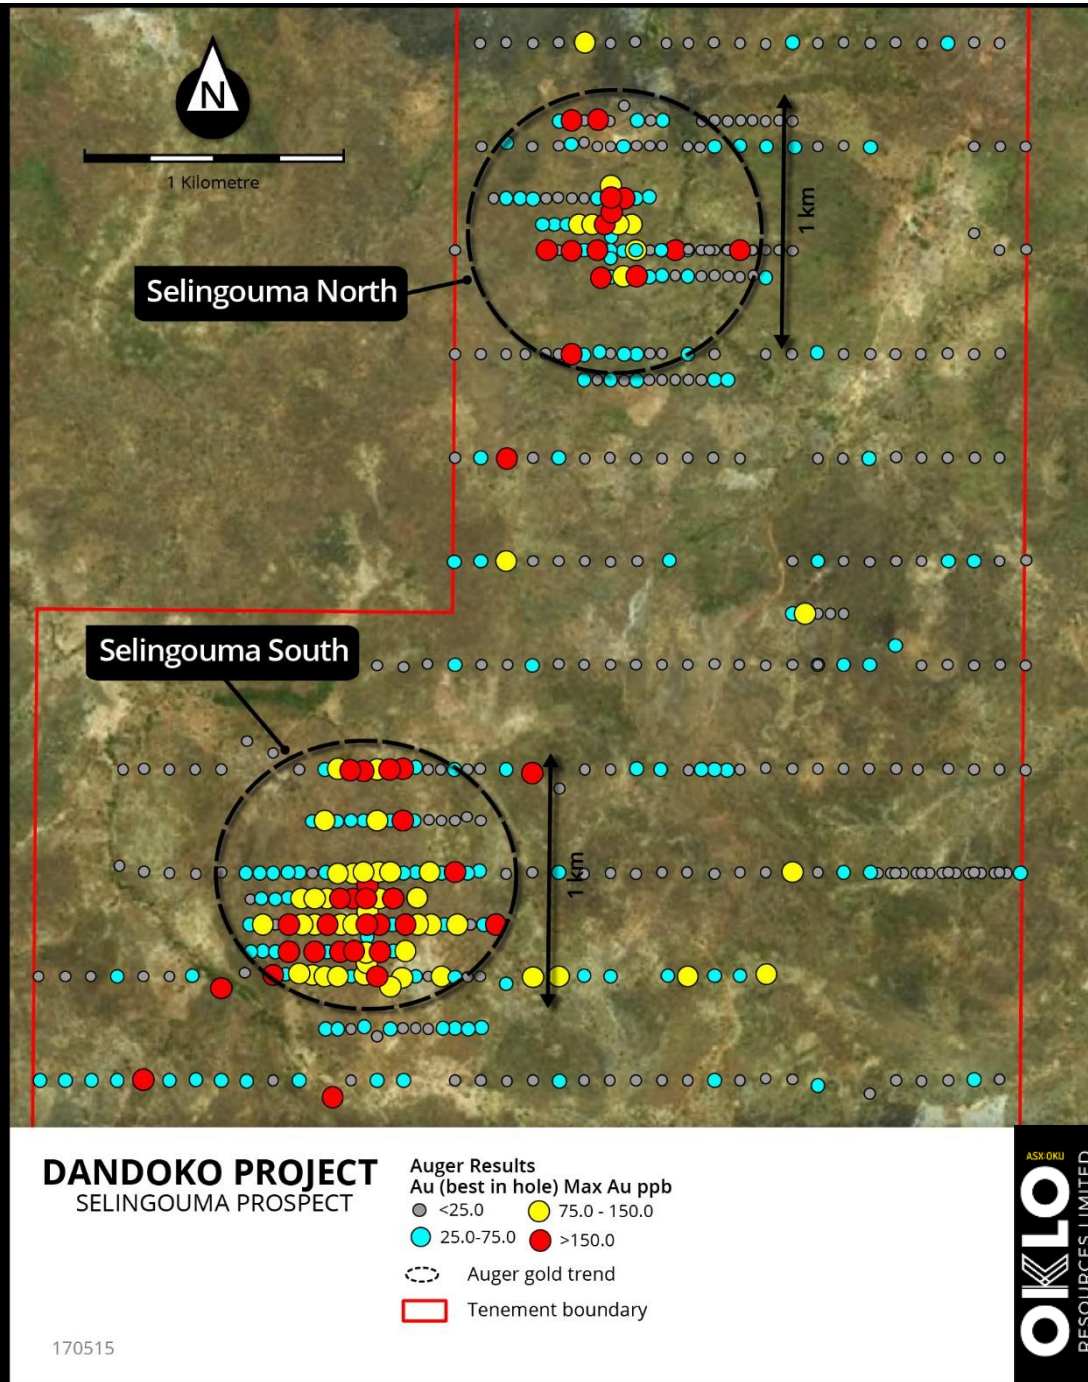 N
1 Kilometre
1 km
Selingouma North
Selingouma South
1 km
DANDOKO PROJECT
SELINGOUMA PROSPECT
Auger Results
Au (best in hole) Max Au ppb
<25.0
75.0 - 150.0
25.0-75.0
>150.0
Auger gold trend
Tenement boundary
170515
ASX:OKU
OKLO
RESOURCES LIMITED